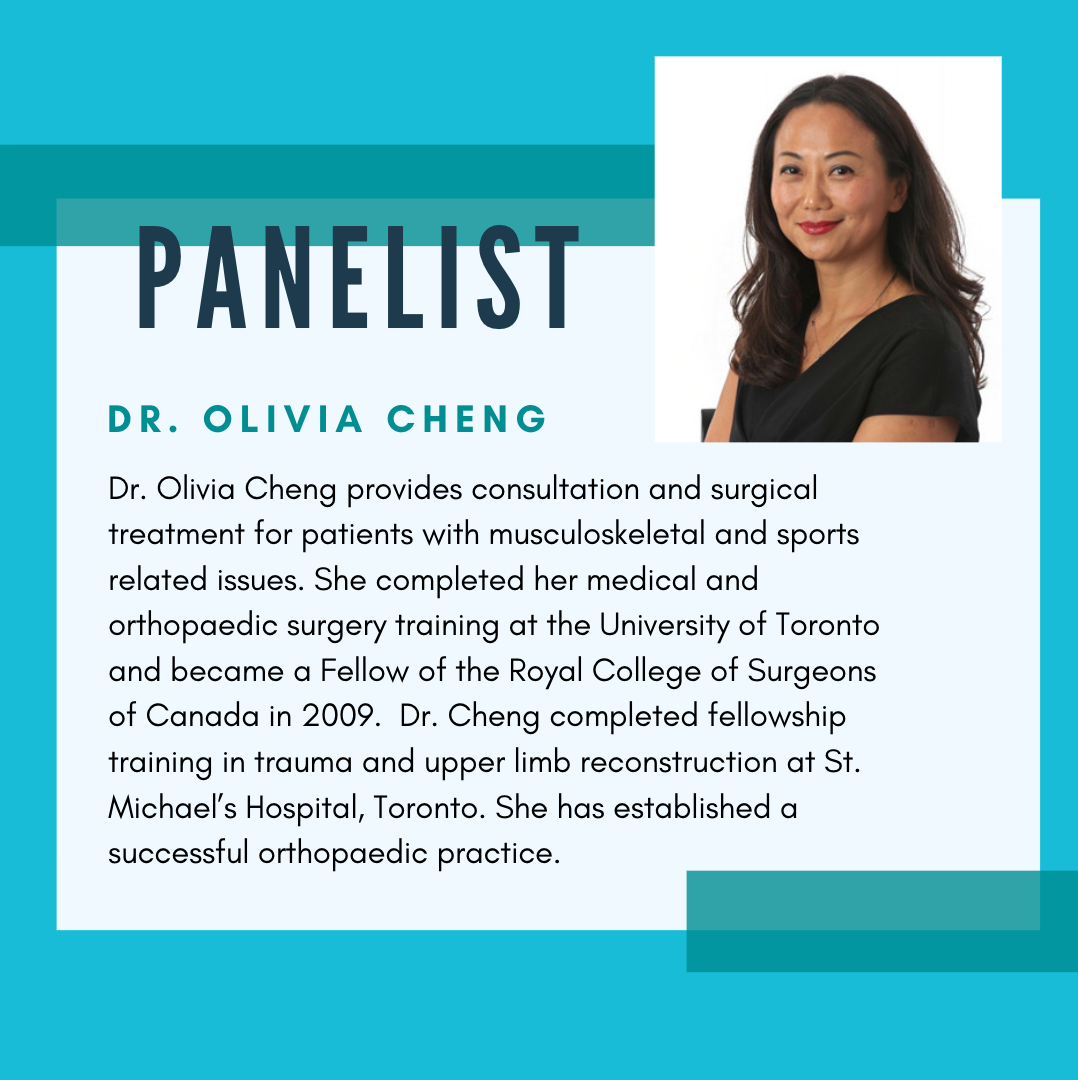 PANELIST
DR. OLIVIA CHENG
Dr. Olivia Cheng provides consultation and surgical
treatment for patients with musculoskeletal and sports
related issues. She completed her medical and
orthopaedic surgery training at the University of Toronto
and became a Fellow of the Royal College of Surgeons
of Canada in 2009.  Dr. Cheng completed fellowship
training in trauma and upper limb reconstruction at St.
Michael’s Hospital, Toronto. She has established a
successful orthopaedic practice.